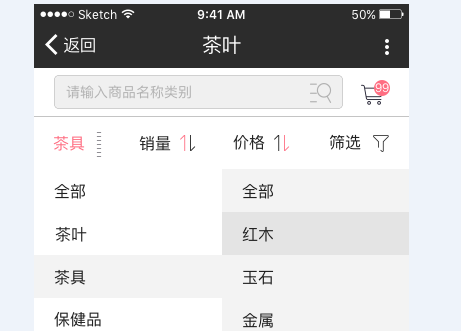 Sketch 9:41 AM 50%
返回 茶叶
请输入商品名称类别 99
茶具 销量 价格 筛选
全部 全部
茶叶 红木
茶具 玉石
保健品 金属